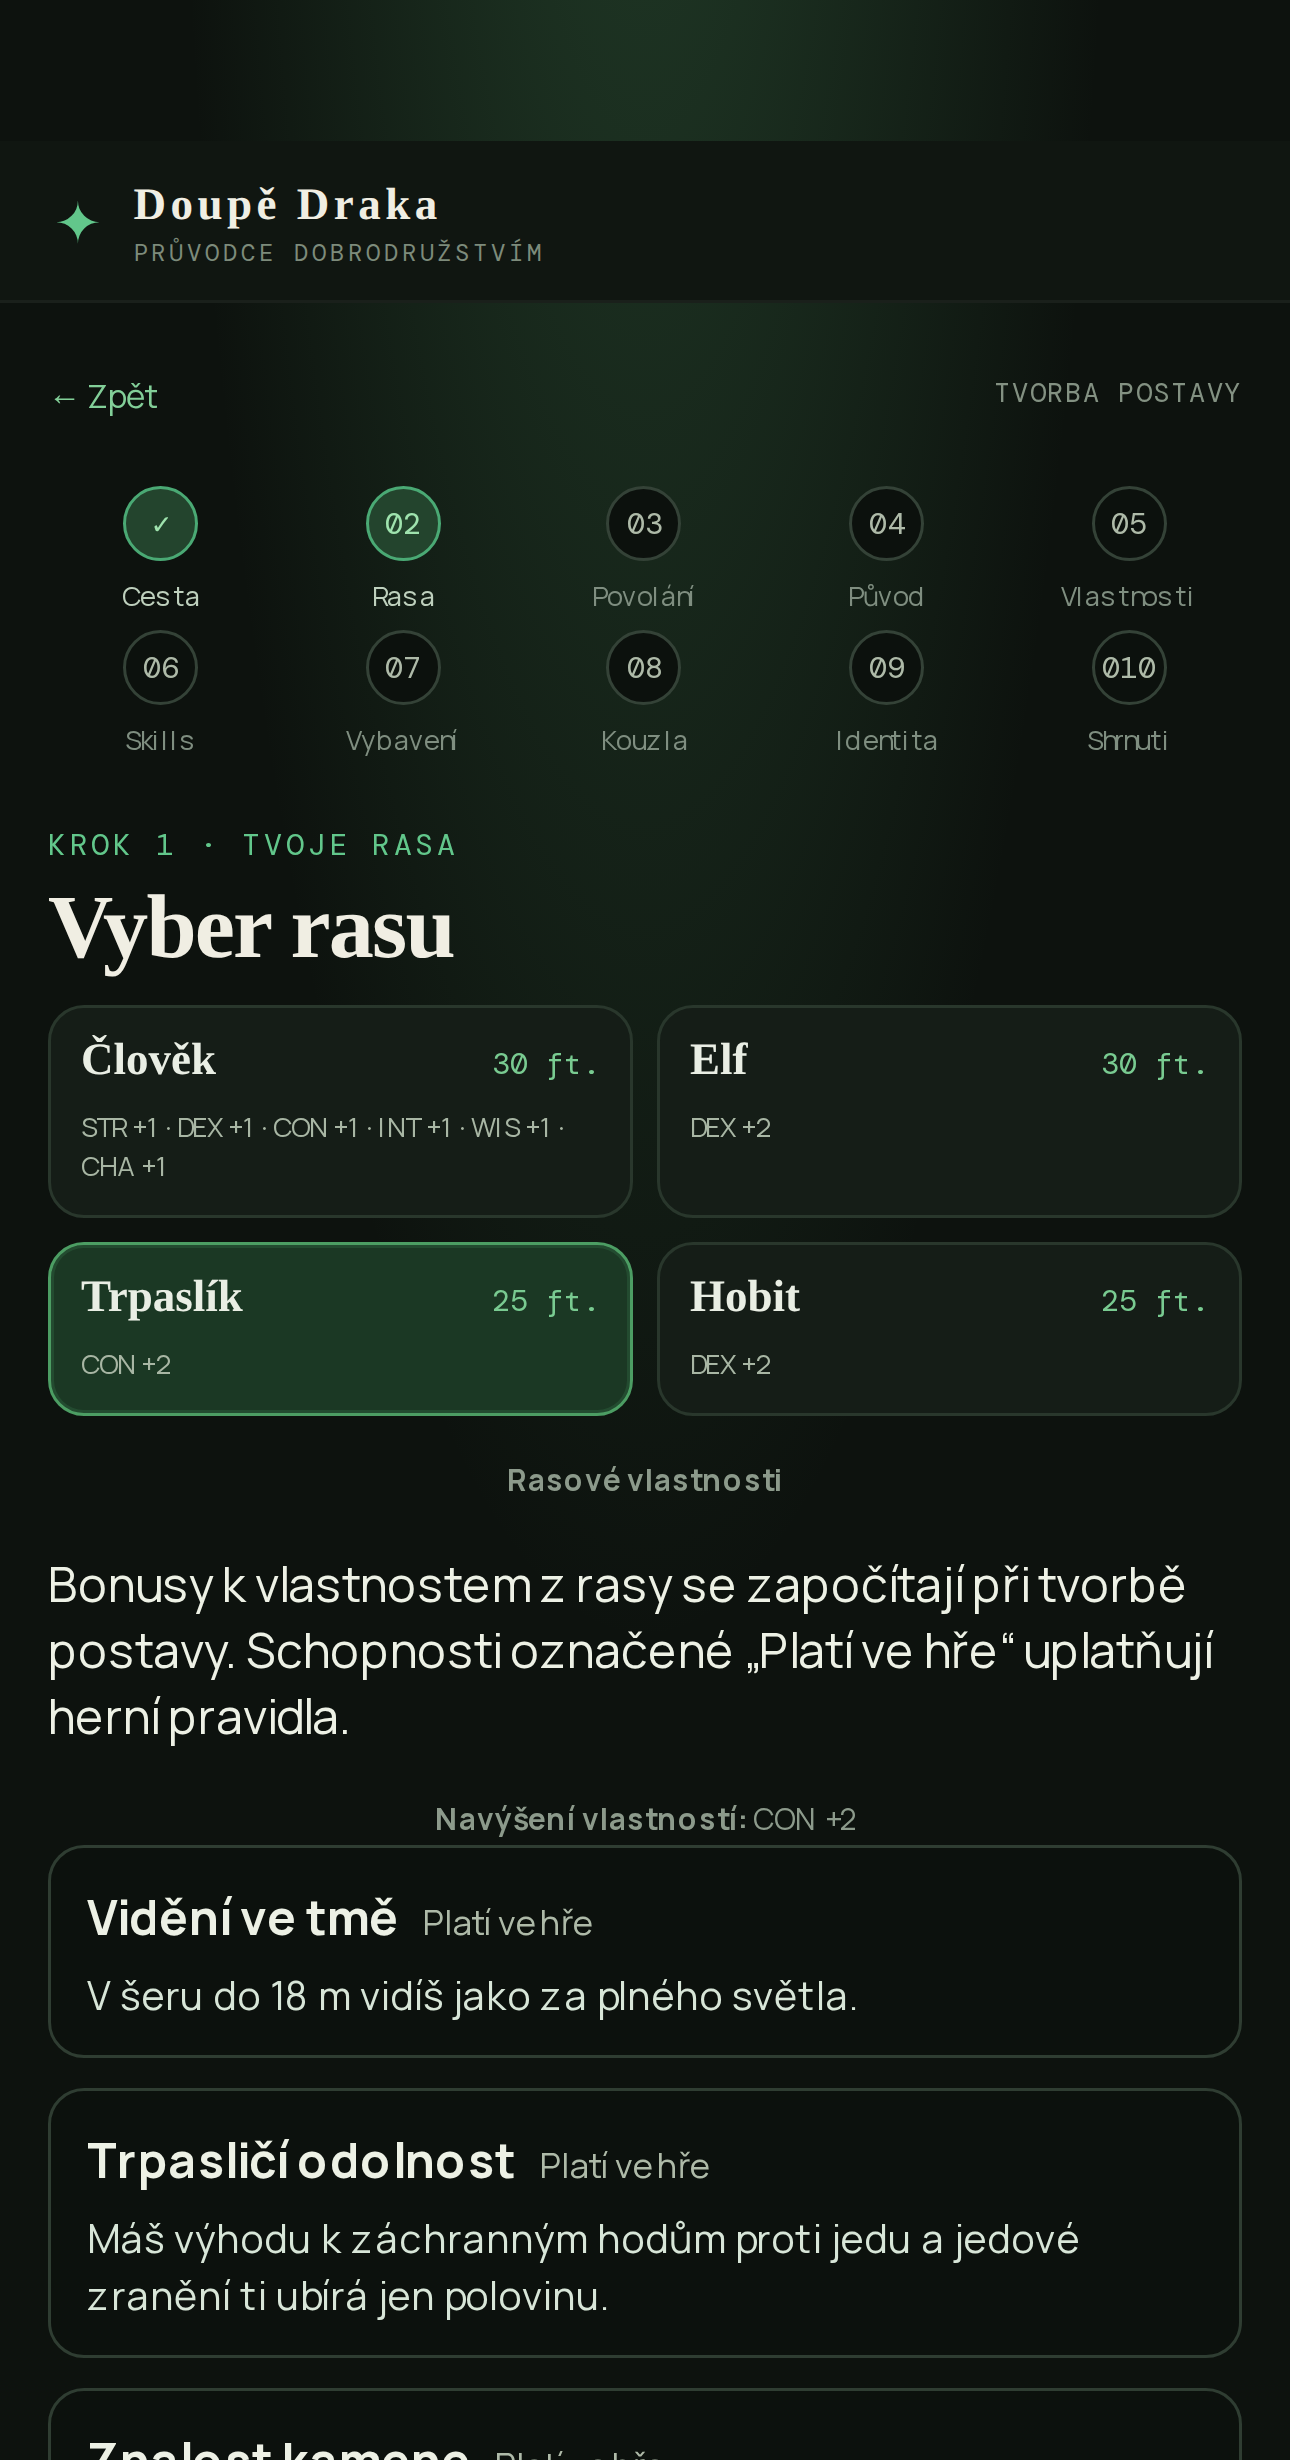 Doupě Draka
PRŮVODCE DOBRODRUŽSTVÍM
← Zpět
TVORBA POSTAVY
✓ 02 03 04 05
Cesta Rasa Povolání Původ Vlastnosti
06 07 08 09 010
Skills Vybavení Kouzla Identita Shrnuti
KROK 1 · TVOJE RASA
Vyber rasu
Člověk 30 ft.
STR +1 · DEX +1 · CON +1 · INT +1 · WIS +1 ·
CHA +1
Elf 30 ft.
DEX +2
Trpaslík 25 ft.
CON +2
Hobit 25 ft.
DEX +2
Rasové vlastnosti
Bonusy k vlastnostem z rasy se započítají při tvorbě
postavy. Schopnosti označené „Platí ve hře“ uplatňují
herní pravidla.
Navýšení vlastností: CON +2
Vidění ve tmě Platí ve hře
V šeru do 18 m vidíš jako za plného světla.
Trpasličí odolnost Platí ve hře
Máš výhodu k záchranným hodům proti jedu a jedové
zranění ti ubírá jen polovinu.
Znalost kamene Platí ve hře